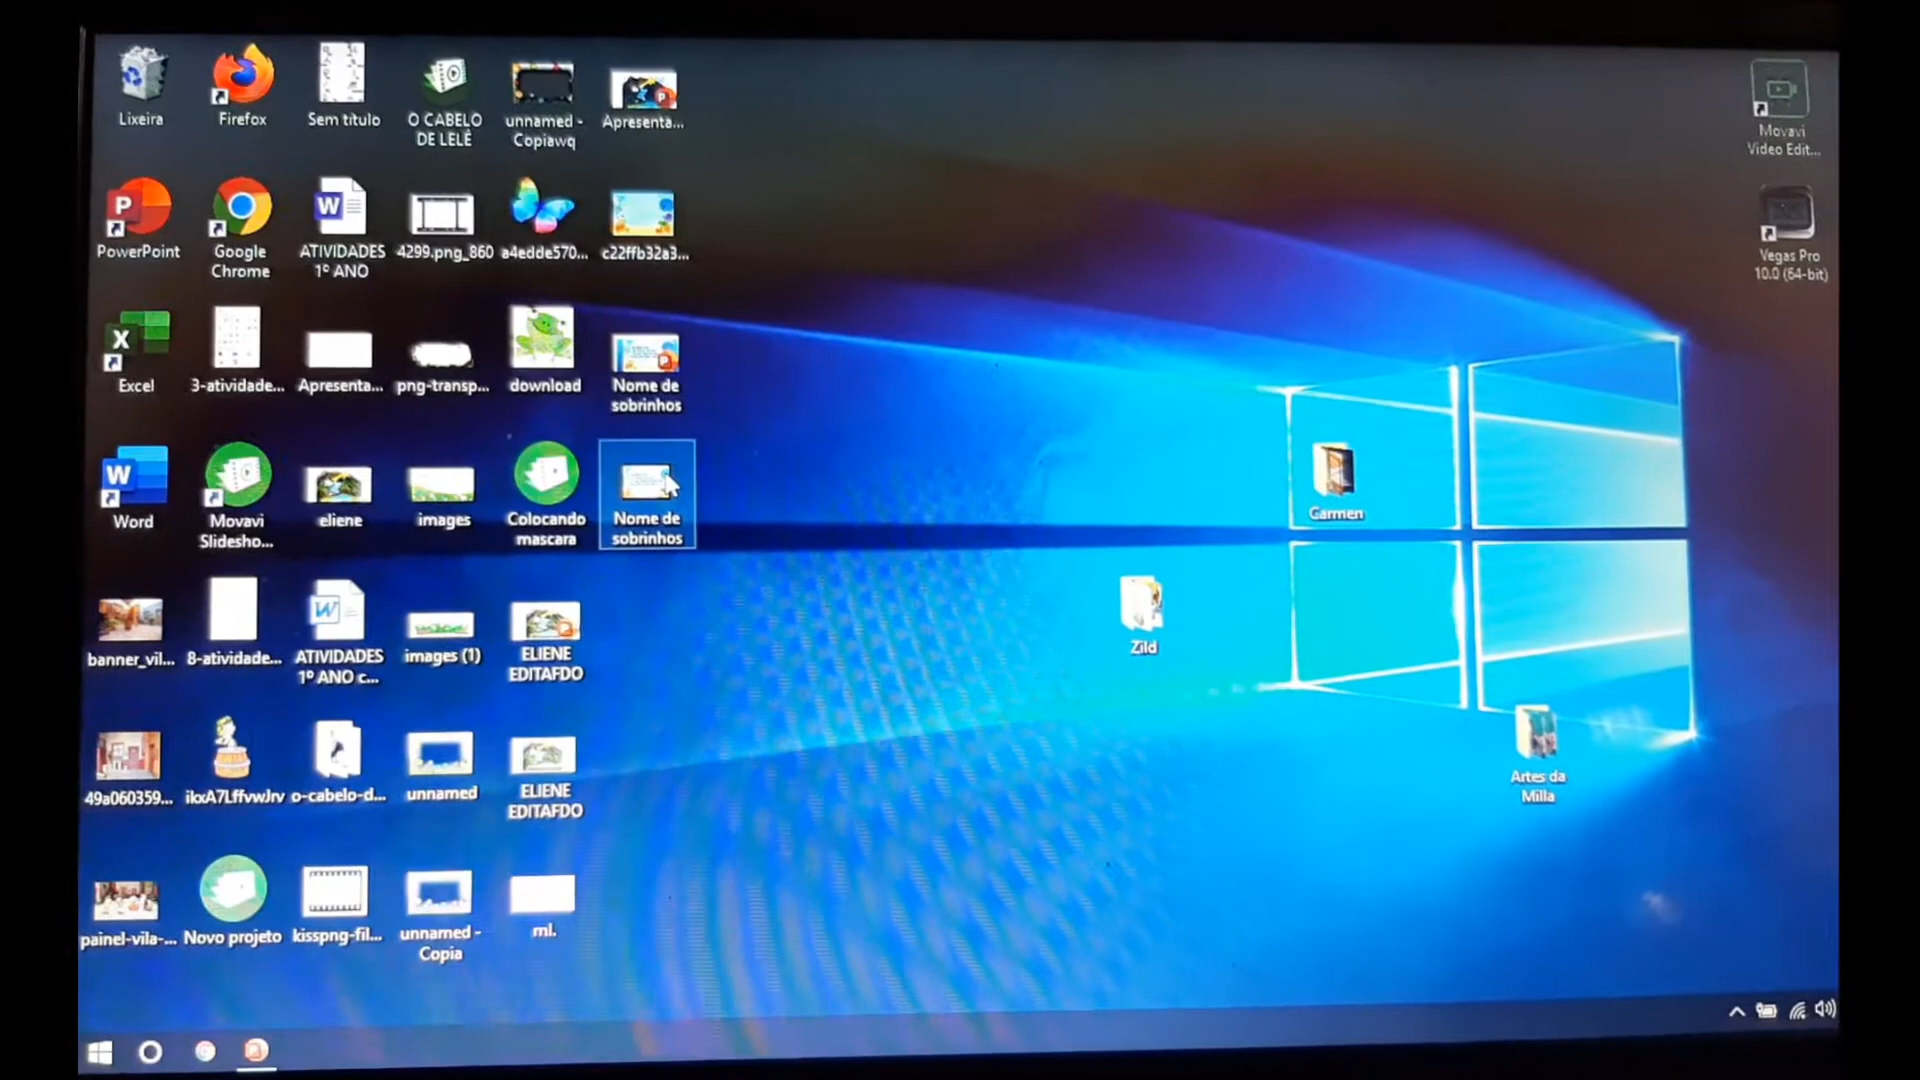 Lixeira
Firefox
Sem título
O CABELO
DE LELÊ
unnamed -
Copiawq
Apresenta...
Movavi
Video Edit...
PowerPoint
Google
Chrome
ATIVIDADES
1º ANO
4299.png_860
a4edde570...
c22ffb32a3...
Vegas Pro
10.0 (64-bit)
Excel
3-atividade...
Apresenta...
png-transp...
download
Nome de
sobrinhos
Word
Movavi
Slidesho...
eliene
images
Colocando
mascara
Nome de
sobrinhos
Carmen
banner_vil...
8-atividade...
ATIVIDADES
1º ANO c...
images (1)
ELIENE
EDITAFDO
Zild
49a060359...
ikxA7LffvwJrv
o-cabelo-d...
unnamed
ELIENE
EDITAFDO
Artes da
Milla
painel-vila-...
Novo projeto
kisspng-fil...
unnamed -
Copia
ml.